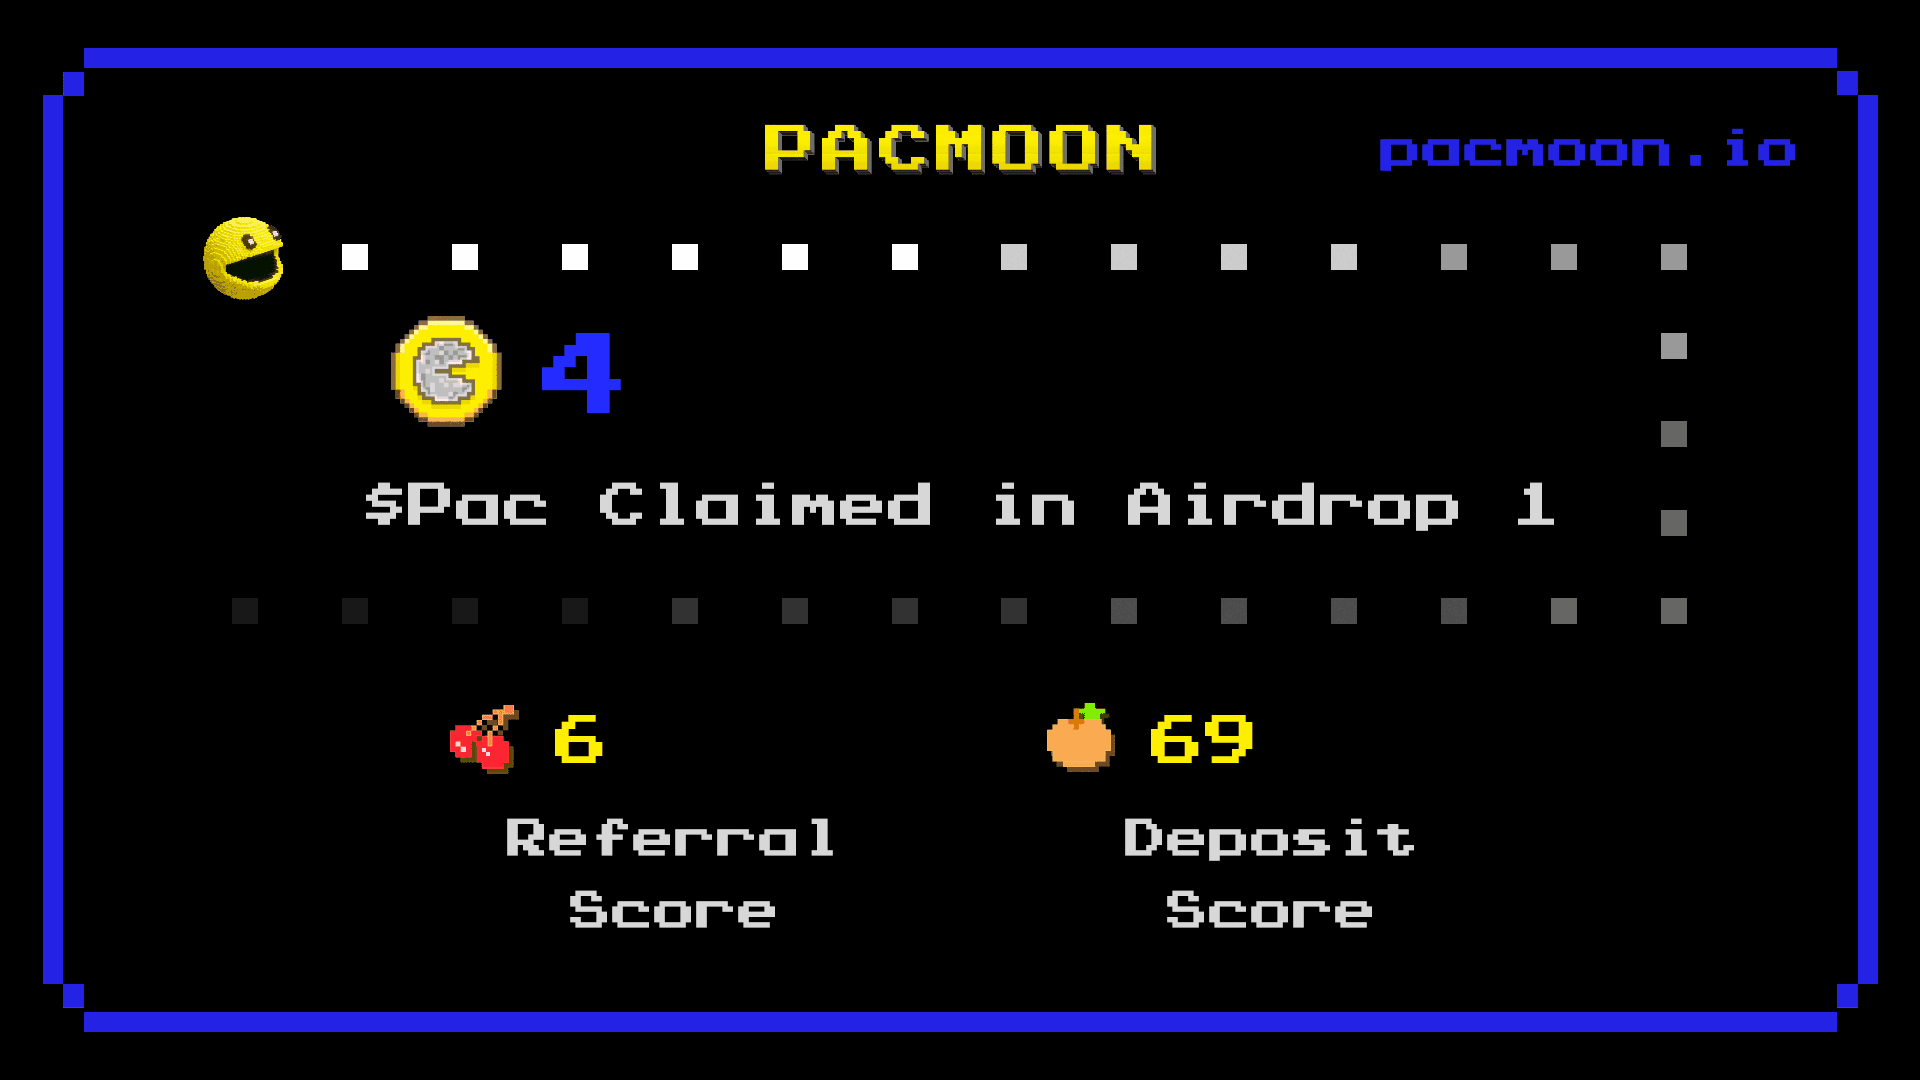 PACMOON
pacmoon.io
4
$Pac Claimed in Airdrop 1
6
69
Referral
Score
Deposit
Score